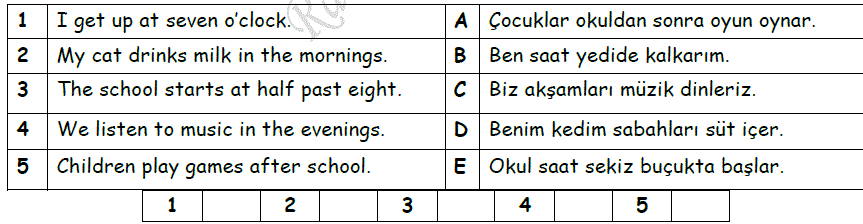 1 I get up at seven o'clock. A Çocuklar okuldan sonra oyun oynar.
2 My cat drinks milk in the mornings. B Ben saat yedide kalkarım.
3 The school starts at half past eight. C Biz akşamları müzik dinleriz.
4 We listen to music in the evenings. D Benim kedim sabahları süt içer.
5 Children play games after school. E Okul saat sekiz buçukta başlar.
1 2 3 4 5